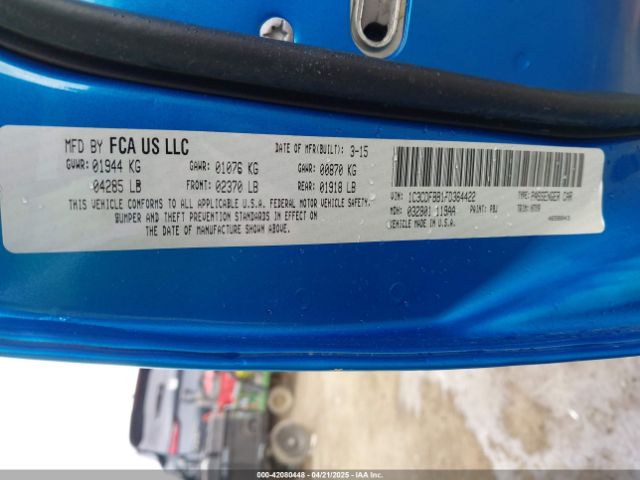 MFD BY FCA US LLC DATE OF MFR(BUILT): 3-15
GVWR: 01944 KG GAWR: 01076 KG GAWR: 00870 KG
04285 LB FRONT: 02370 LB REAR: 01918 LB
THIS VEHICLE CONFORMS TO ALL APPLICABLE U.S.A. FEDERAL MOTOR VEHICLE SAFETY,
BUMPER AND THEFT PREVENTION STANDARDS IN EFFECT ON
THE DATE OF MANUFACTURE SHOWN ABOVE.
VIN: 1C3CDFBB1FD364422 TYPE: PASSENGER CAR
MDH: 032801 119AA PAINT: PBJ TRIM:
VEHICLE MADE IN U.S.A.
000-42080448 - 04/21/2025 - IAA Inc.